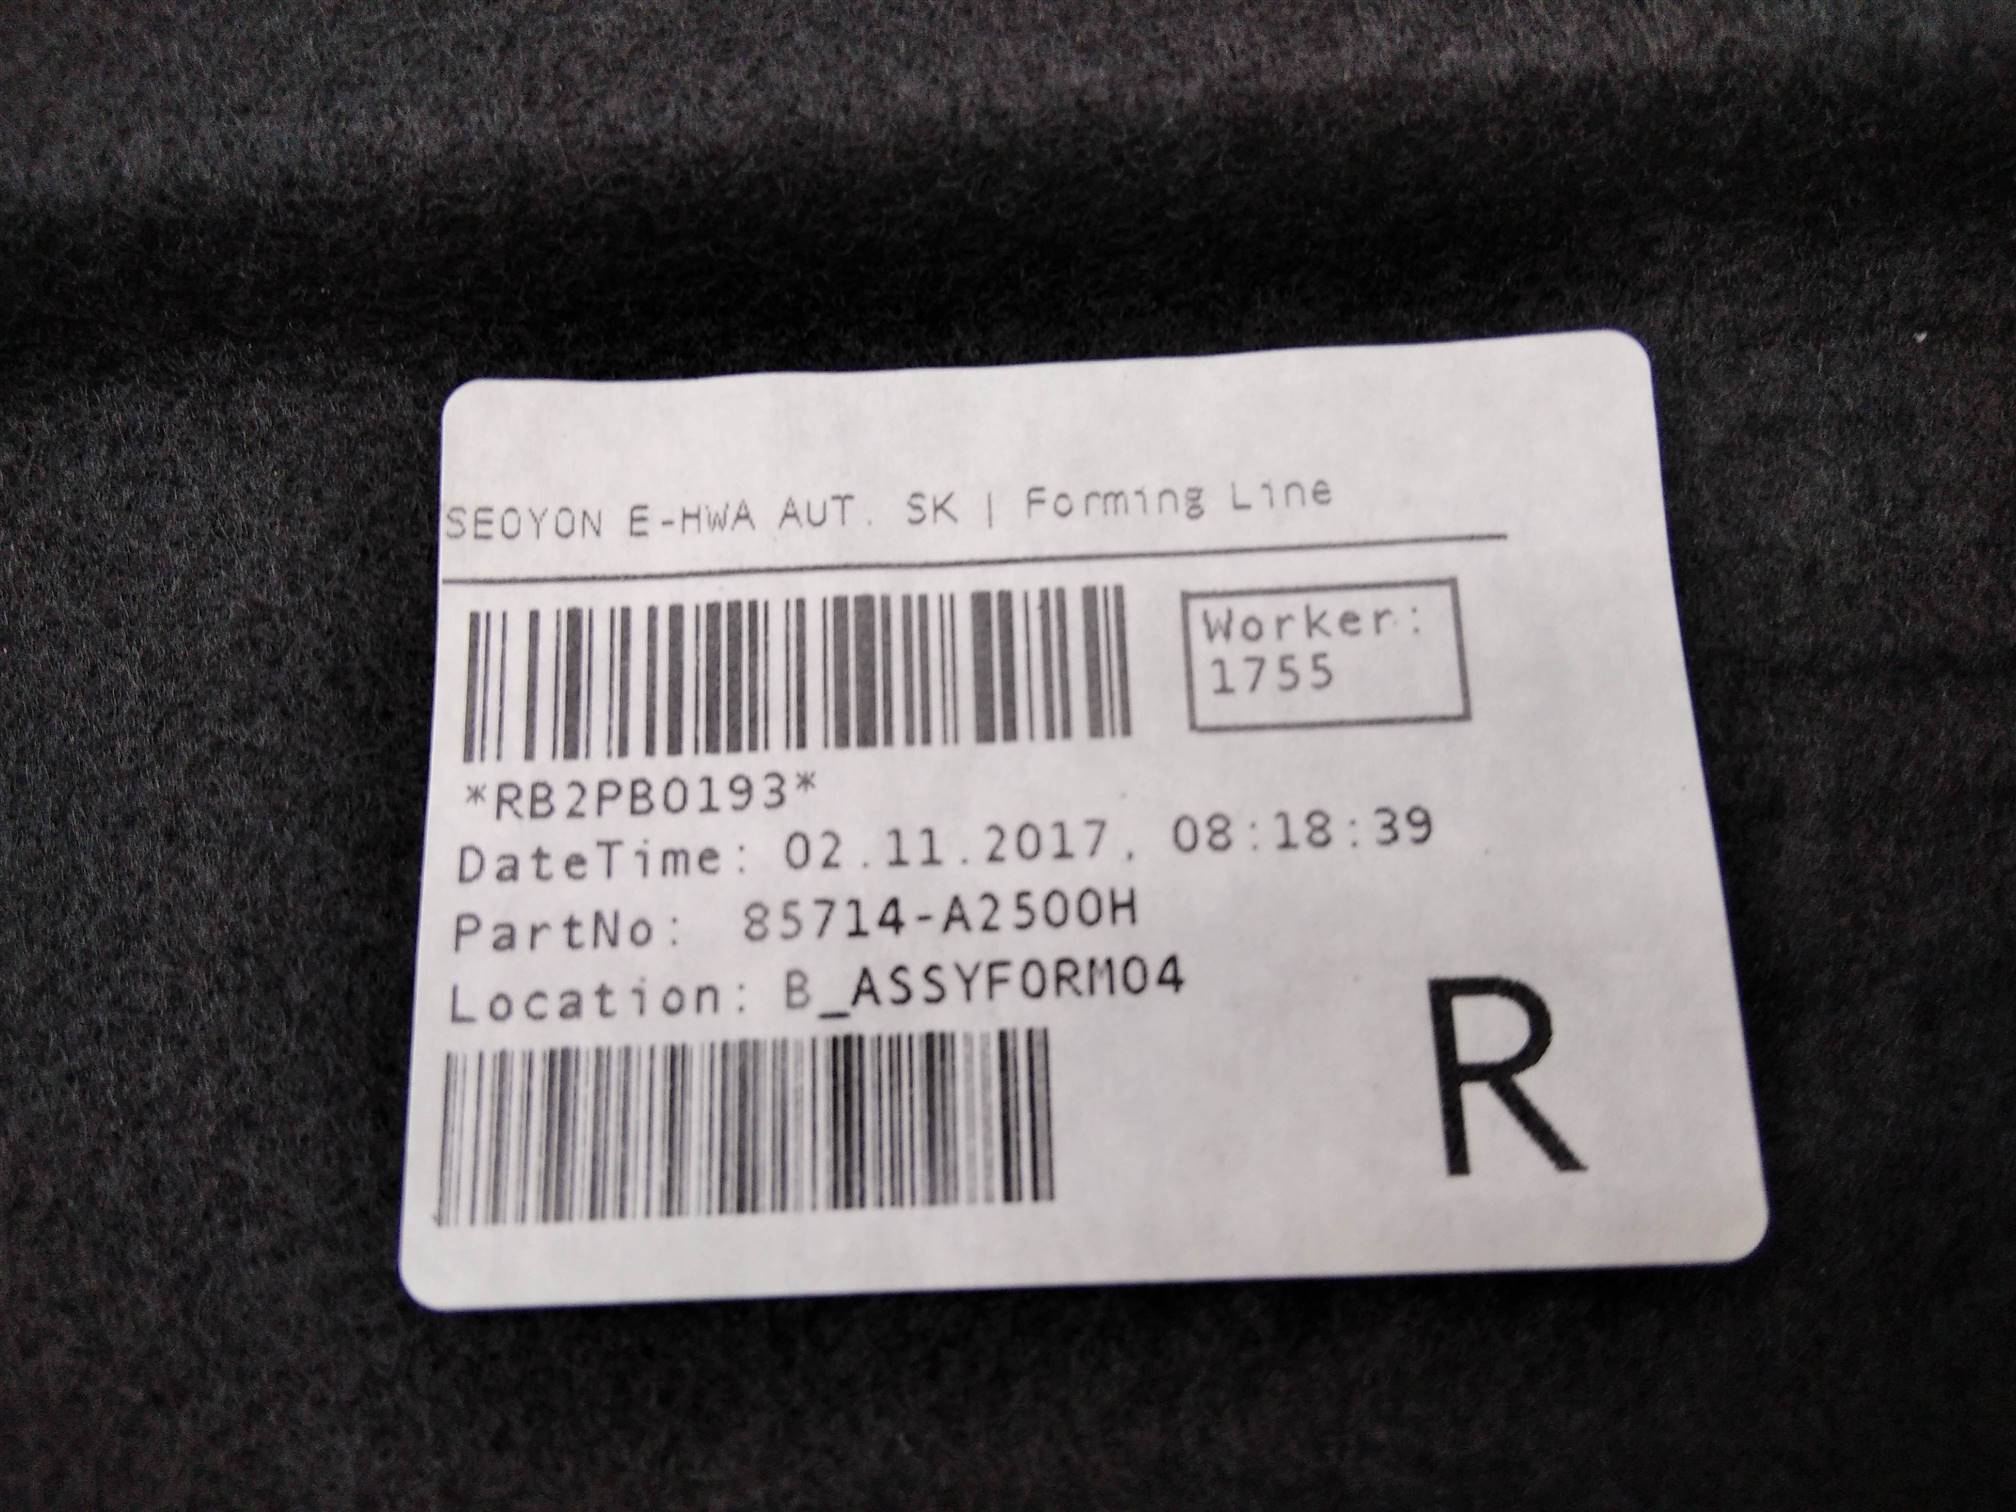 SEOYON E-HWA AUT. SK | Forming Line
Worker:
1755
*RB2PB0193*
DateTime: 02.11.2017, 08:18:39
PartNo: 85714-A2500H
Location: B_ASSYFORM04
R